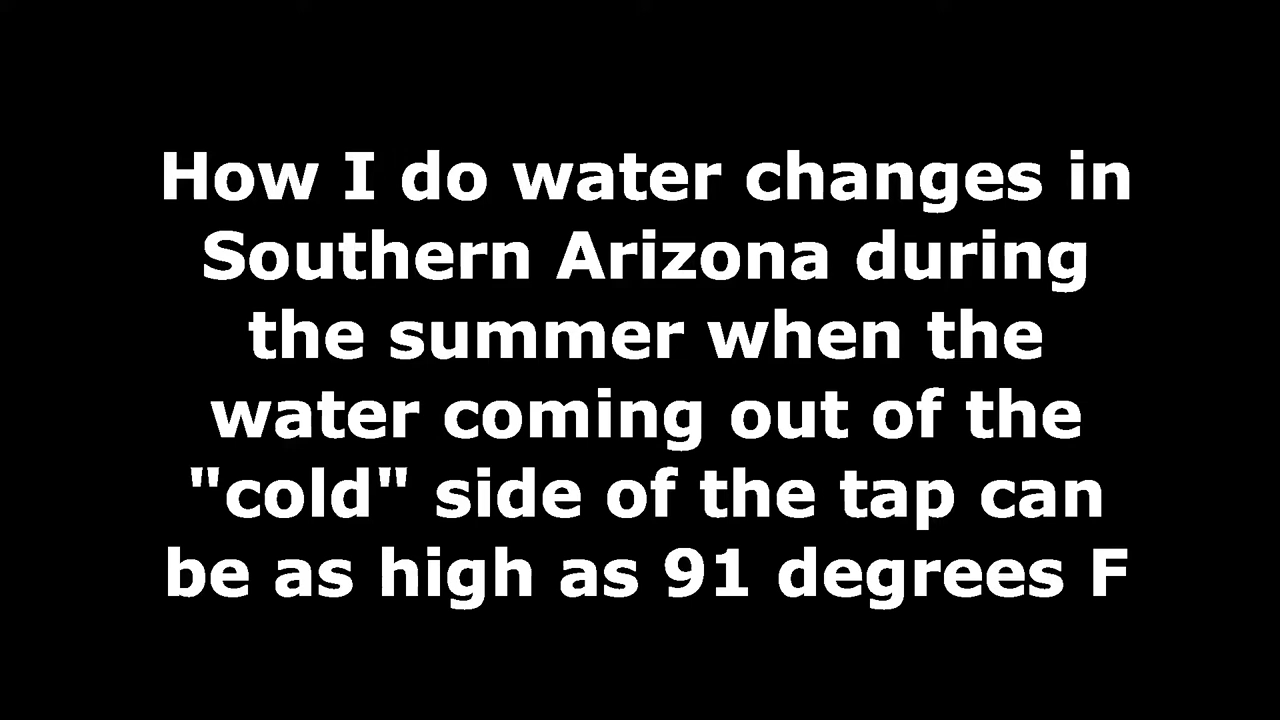 How I do water changes in
Southern Arizona during
the summer when the
water coming out of the
"cold" side of the tap can
be as high as 91 degrees F